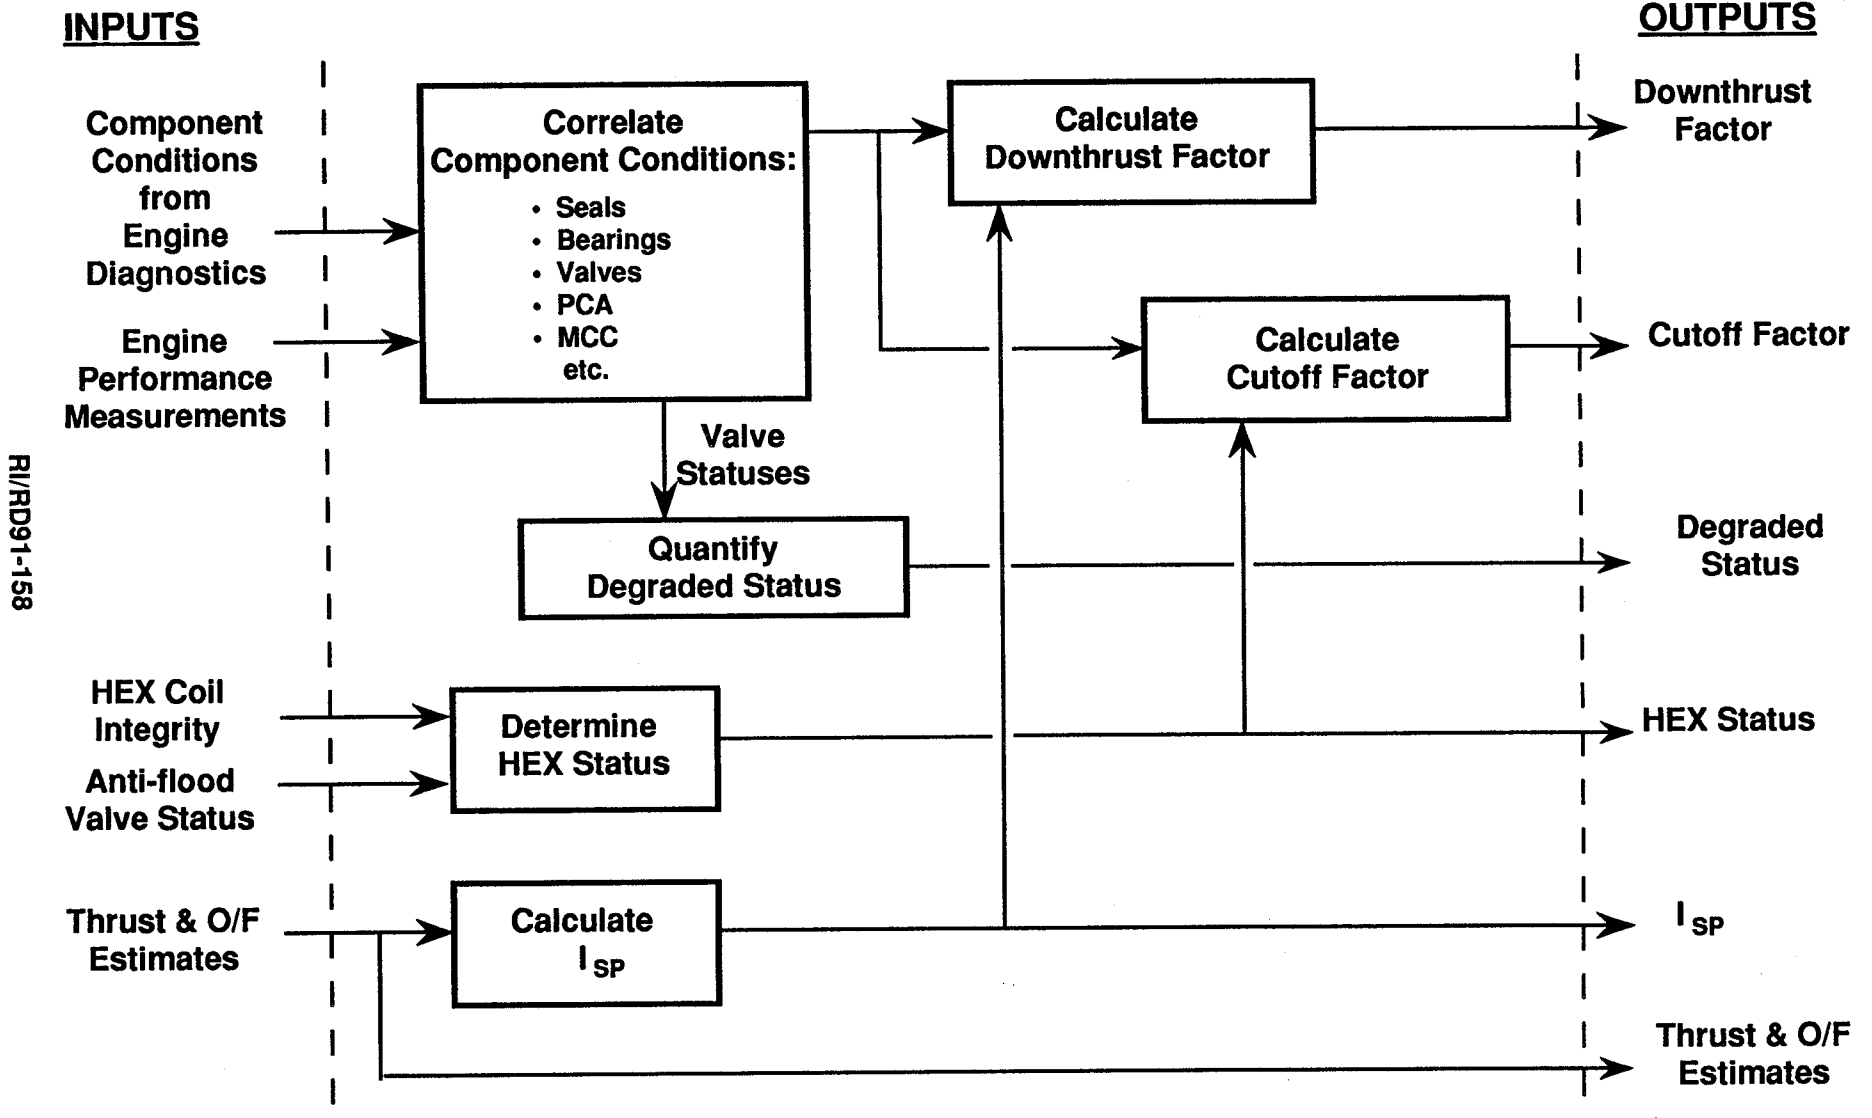 INPUTS
OUTPUTS
Component
Conditions
from
Engine
Diagnostics
Engine
Performance
Measurements
HEX Coil
Integrity
Anti-flood
Valve Status
Thrust & O/F
Estimates
Correlate
Component Conditions:
• Seals
• Bearings
• Valves
• PCA
• MCC
etc.
Valve
Statuses
Quantify
Degraded Status
Determine
HEX Status
Calculate
I SP
Calculate
Downthrust Factor
Calculate
Cutoff Factor
Downthrust
Factor
Cutoff Factor
Degraded
Status
HEX Status
I SP
Thrust & O/F
Estimates
RI/RD91-158